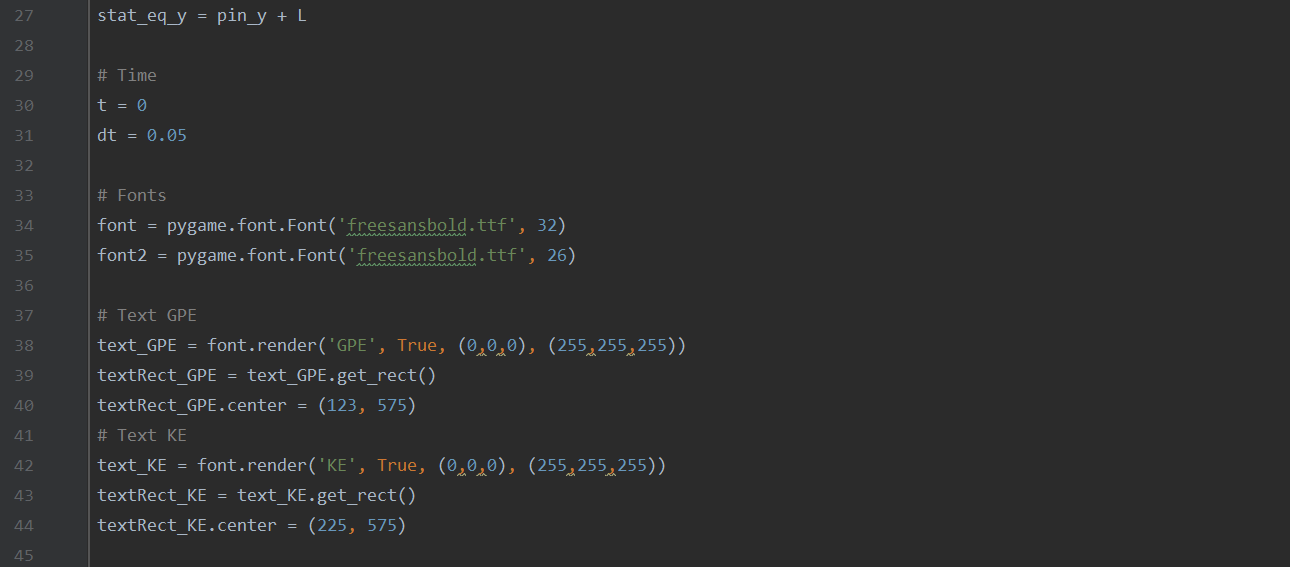 27 stat_eq_y = pin_y + L
28
29 # Time
30 t = 0
31 dt = 0.05
32
33 # Fonts
34 font = pygame.font.Font('freesansbold.ttf', 32)
35 font2 = pygame.font.Font('freesansbold.ttf', 26)
36
37 # Text GPE
38 text_GPE = font.render('GPE', True, (0,0,0), (255,255,255))
39 textRect_GPE = text_GPE.get_rect()
40 textRect_GPE.center = (123, 575)
41 # Text KE
42 text_KE = font.render('KE', True, (0,0,0), (255,255,255))
43 textRect_KE = text_KE.get_rect()
44 textRect_KE.center = (225, 575)
45